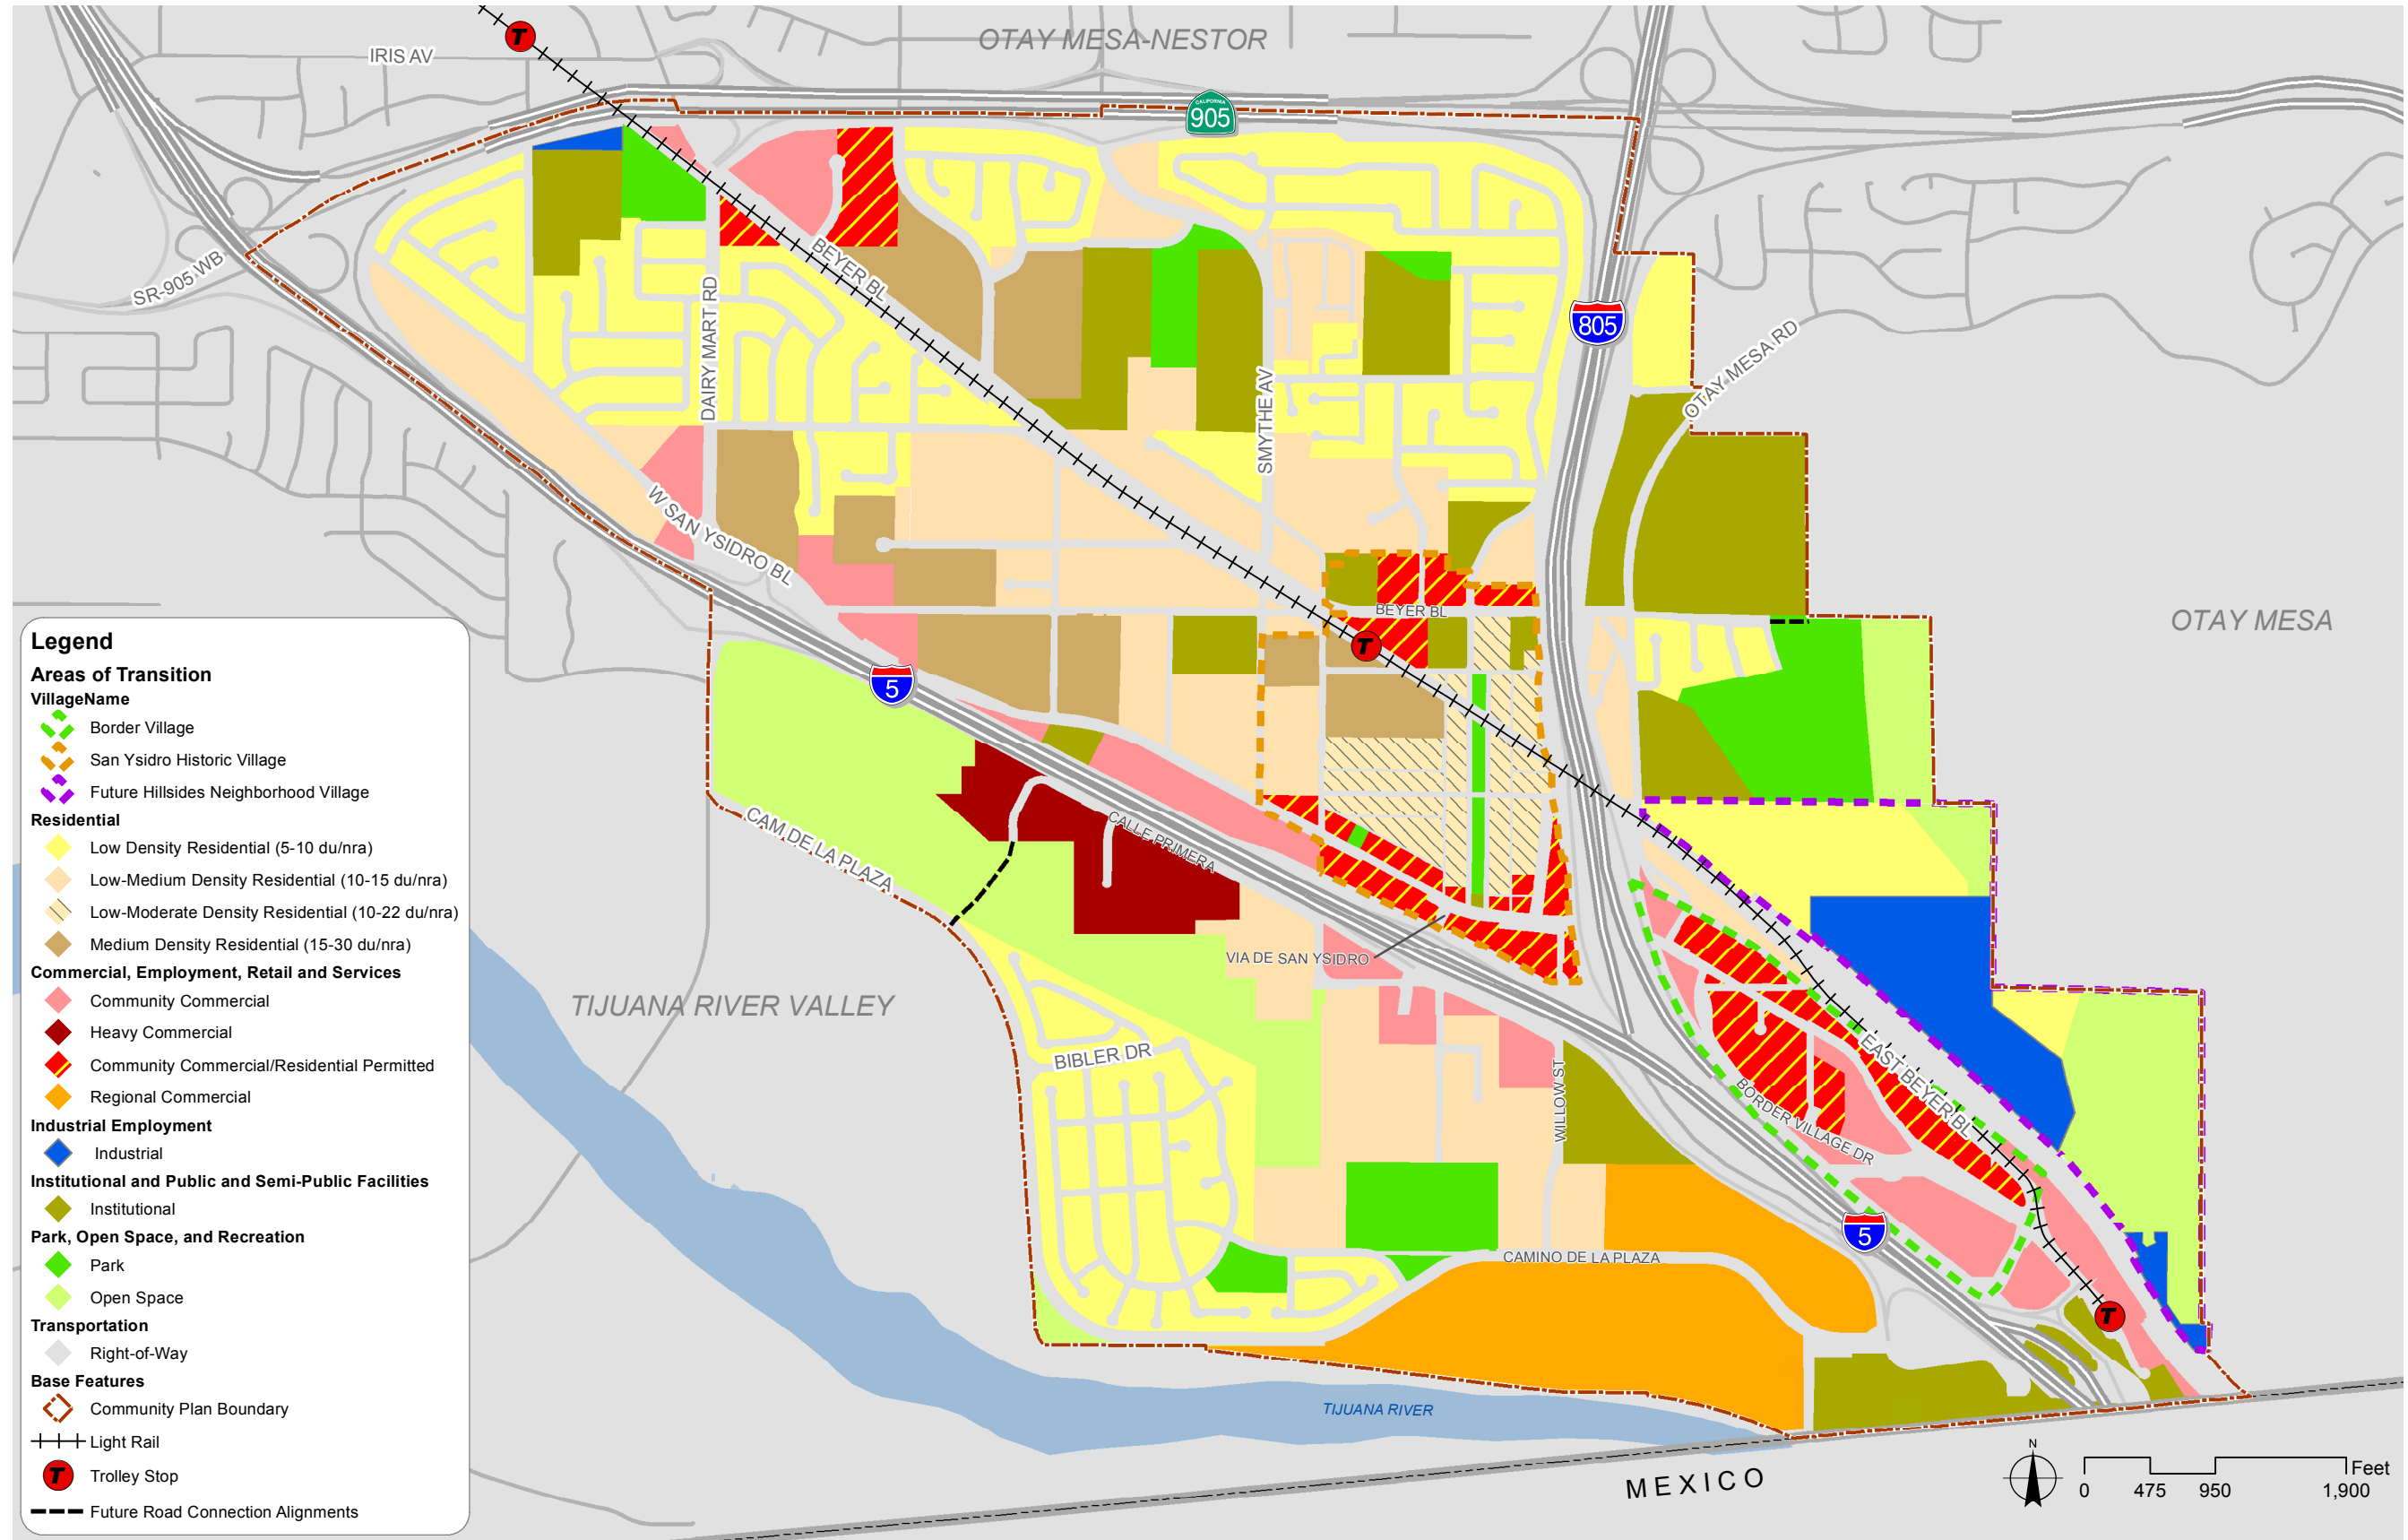 OTAY MESA-NESTOR
IRIS AV
CALIFORNIA
905
SR-905 WB
BEYER BL
DAIRY MART RD
805
OTAY MESA RD
SMYTHE AV
W SAN YSIDRO BL
BEYER BL
T
T
OTAY MESA
5
CAM DE LA PLAZA
CALLE PRIMERA
VIA DE SAN YSIDRO
TIJUANA RIVER VALLEY
BIBLER DR
WILLOW ST
EAST BEYER BL
BORDER VILLAGE DR
5
CAMINO DE LA PLAZA
T
TIJUANA RIVER
MEXICO
N
Feet
0 475 950 1,900
Legend
Areas of Transition
VillageName
Border Village
San Ysidro Historic Village
Future Hillsides Neighborhood Village
Residential
Low Density Residential (5-10 du/nra)
Low-Medium Density Residential (10-15 du/nra)
Low-Moderate Density Residential (10-22 du/nra)
Medium Density Residential (15-30 du/nra)
Commercial, Employment, Retail and Services
Community Commercial
Heavy Commercial
Community Commercial/Residential Permitted
Regional Commercial
Industrial Employment
Industrial
Institutional and Public and Semi-Public Facilities
Institutional
Park, Open Space, and Recreation
Park
Open Space
Transportation
Right-of-Way
Base Features
Community Plan Boundary
Light Rail
T Trolley Stop
Future Road Connection Alignments